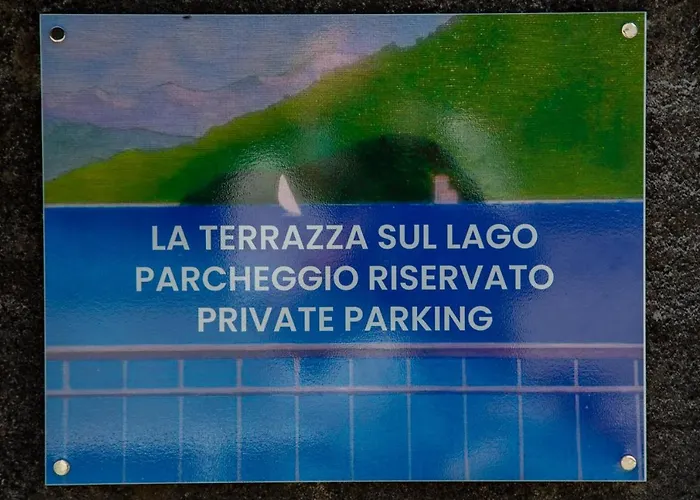 LA TERRAZZA SUL LAGO
PARCHEGGIO RISERVATO
PRIVATE PARKING